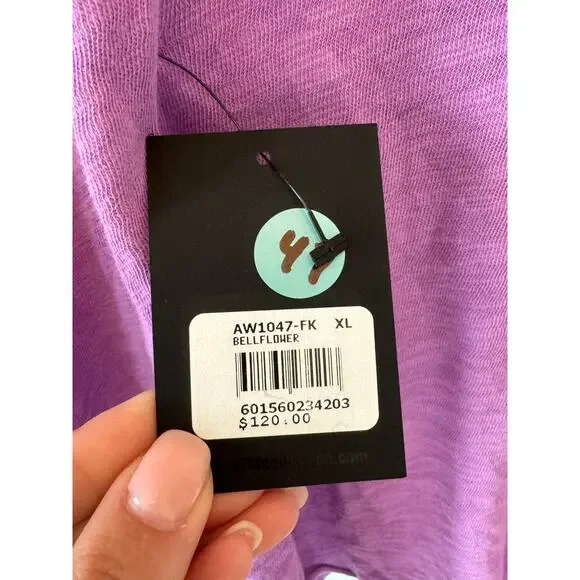 AW1047-FK XL
BELLFLOWER
601560234203
$120.00